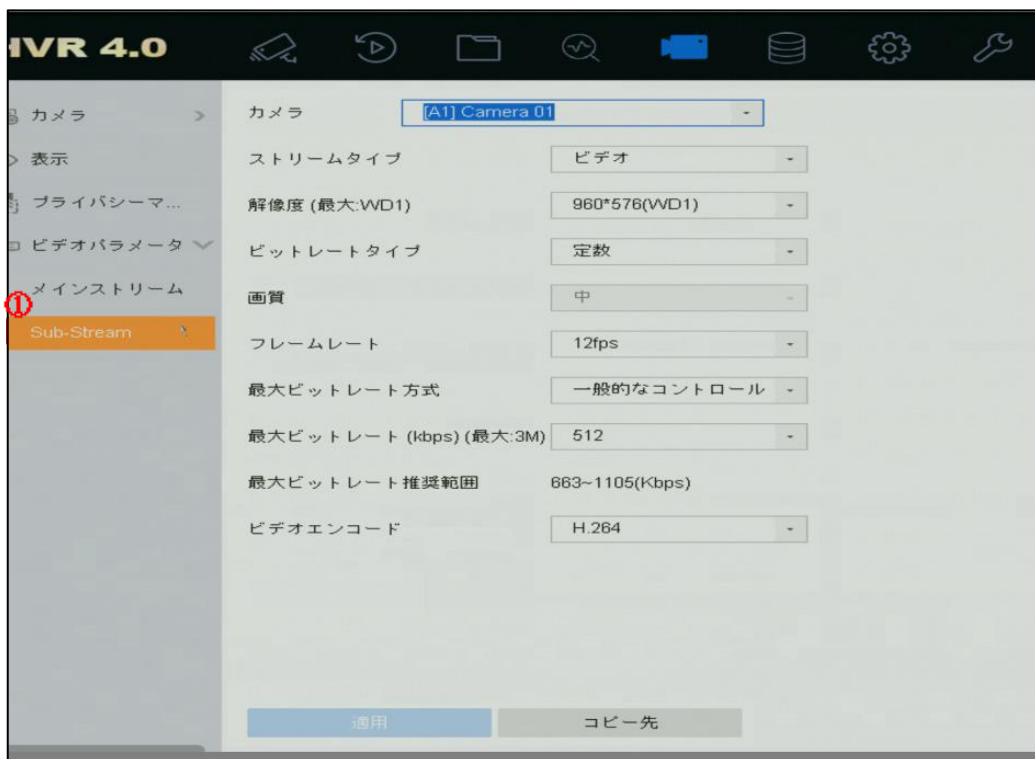 HVR 4.0
カメラ
表示
プライバシーマ...
ビデオパラメータ
メインストリーム
①
Sub-Stream
カメラ [A1] Camera 01
ストリームタイプ ビデオ
解像度 (最大:WD1) 960*576(WD1)
ビットレートタイプ 定数
画質 中
フレームレート 12fps
最大ビットレート方式 一般的なコントロール
最大ビットレート (kbps) (最大:3M) 512
最大ビットレート推奨範囲 663~1105(Kbps)
ビデオエンコード H.264
適用 コピー先